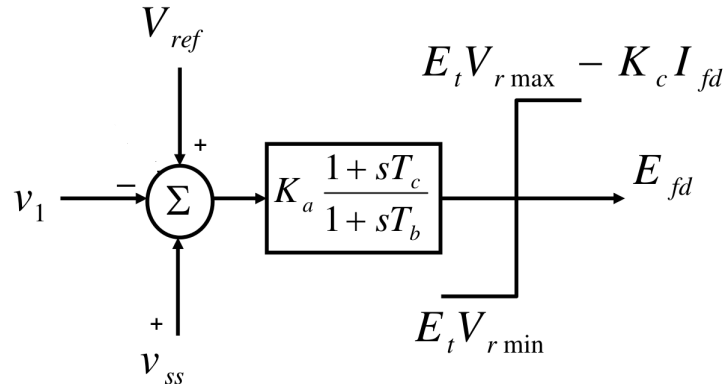 V_ref
E_t V_r max − K_c I_fd
+
v_1
−
Σ
K_a (1 + sT_c)/(1 + sT_b)
E_fd
+
v_ss
E_t V_r min